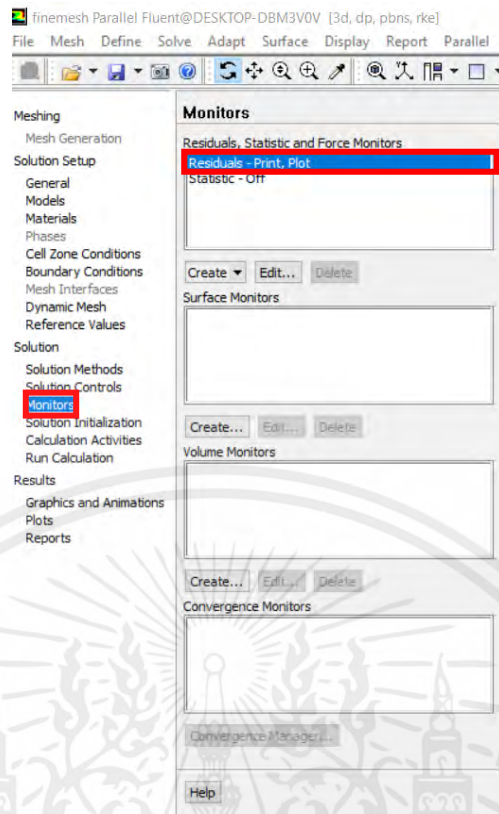 finemesh Parallel Fluent@DESKTOP-DBM3V0V [3d, dp, pbns, rke]
File Mesh Define Solve Adapt Surface Display Report Parallel
Meshing
Mesh Generation
Solution Setup
General
Models
Materials
Phases
Cell Zone Conditions
Boundary Conditions
Mesh Interfaces
Dynamic Mesh
Reference Values
Solution
Solution Methods
Solution Controls
Monitors
Solution Initialization
Calculation Activities
Run Calculation
Results
Graphics and Animations
Plots
Reports
Monitors
Residuals, Statistic and Force Monitors
Residuals - Print, Plot
Statistic - Off
Create Edit... Delete
Surface Monitors
Create... Edit... Delete
Volume Monitors
Create... Edit... Delete
Convergence Monitors
Convergence Manager...
Help